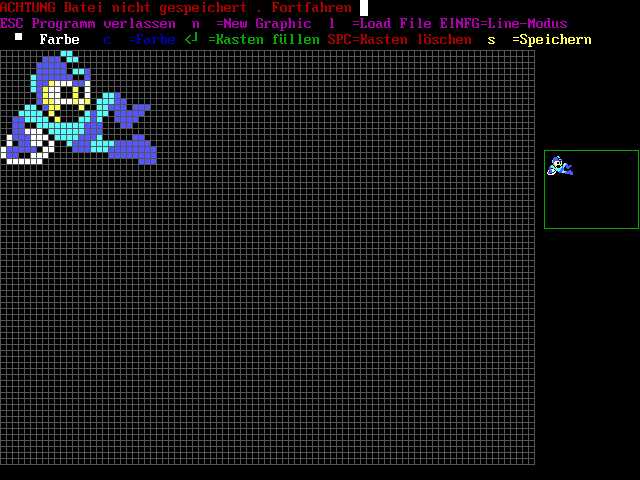 ACHTUNG Datei nicht gespeichert . Fortfahren
ESC Programm verlassen n =New Graphic l =Load File EINFG=Line-Modus
Farbe c =Farbe <┘ =Kasten füllen SPC=Kasten löschen s =Speichern